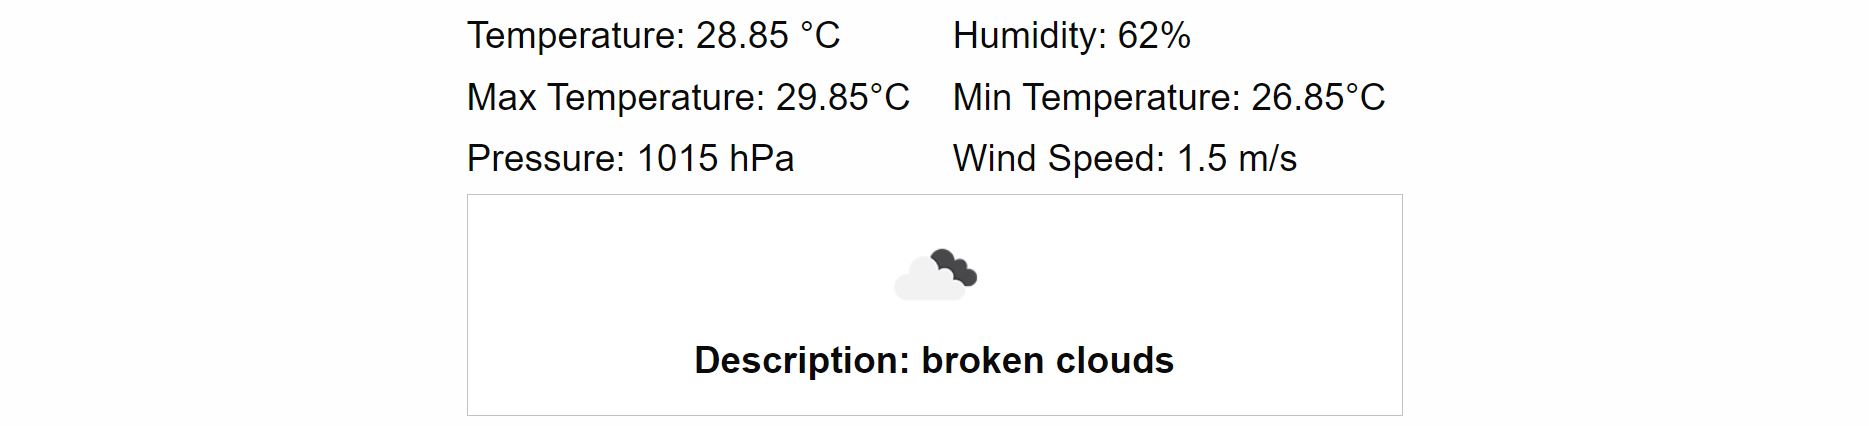 Temperature: 28.85 °C Humidity: 62%
Max Temperature: 29.85°C Min Temperature: 26.85°C
Pressure: 1015 hPa Wind Speed: 1.5 m/s
Description: broken clouds